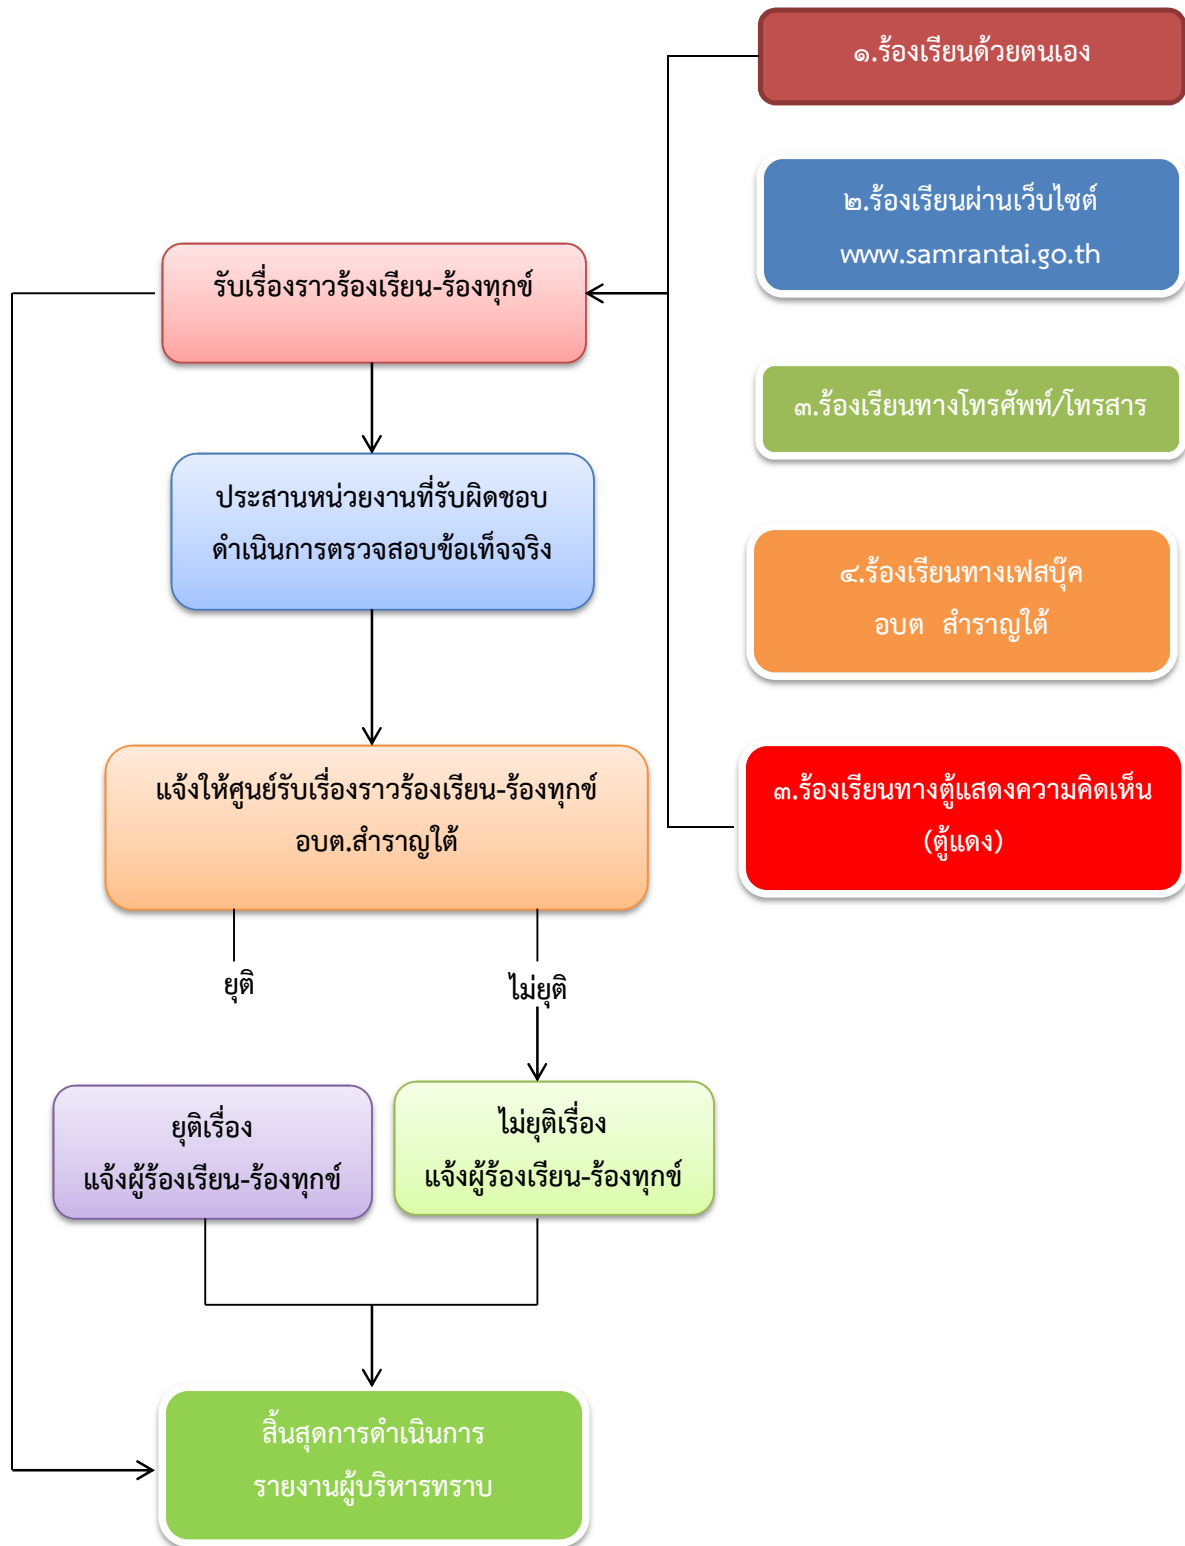 ๑.ร้องเรียนด้วยตนเอง
๒.ร้องเรียนผ่านเว็บไซต์
www.samrantai.go.th
รับเรื่องราวร้องเรียน-ร้องทุกข์
๓.ร้องเรียนทางโทรศัพท์/โทรสาร
ประสานหน่วยงานที่รับผิดชอบ
ดำเนินการตรวจสอบข้อเท็จจริง
๔.ร้องเรียนทางเฟสบุ๊ค
อบต สำราญใต้
แจ้งให้ศูนย์รับเรื่องราวร้องเรียน-ร้องทุกข์
อบต.สำราญใต้
๓.ร้องเรียนทางตู้แสดงความคิดเห็น
(ตู้แดง)
ยุติ
ไม่ยุติ
ยุติเรื่อง
แจ้งผู้ร้องเรียน-ร้องทุกข์
ไม่ยุติเรื่อง
แจ้งผู้ร้องเรียน-ร้องทุกข์
สิ้นสุดการดำเนินการ
รายงานผู้บริหารทราบ